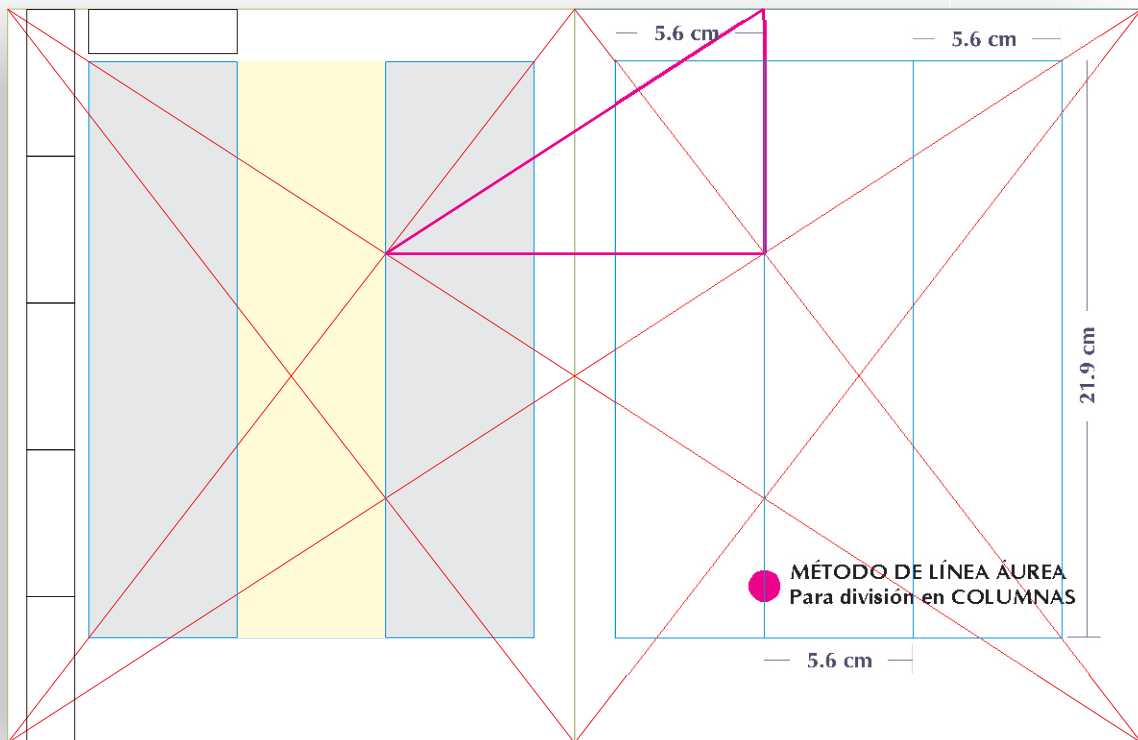 5.6 cm
5.6 cm
21.9 cm
MÉTODO DE LÍNEA ÁUREA
Para división en COLUMNAS
5.6 cm